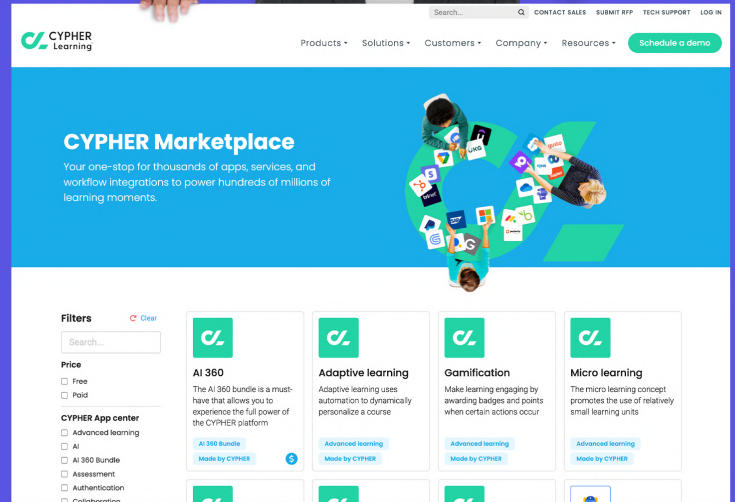 Search...
CONTACT SALES SUBMIT RFP TECH SUPPORT LOG IN
CYPHER
Learning
Products Solutions Customers Company Resources Schedule a demo
CYPHER Marketplace
Your one-stop for thousands of apps, services, and
workflow integrations to power hundreds of millions of
learning moments.
UKG
SAP
Filters
Clear
Search...
Price
Free
Paid
CYPHER App center
Advanced learning
AI
AI 360 Bundle
Assessment
Authentication
Collaboration
AI 360
The AI 360 bundle is a must-
have that allows you to
experience the full power of
the CYPHER platform
AI 360 Bundle
Made by CYPHER
$
Adaptive learning
Adaptive learning uses
automation to dynamically
personalize a course
Advanced learning
Made by CYPHER
Gamification
Make learning engaging by
awarding badges and points
when certain actions occur
Advanced learning
Made by CYPHER
Micro learning
The micro learning concept
promotes the use of relatively
small learning units
Advanced learning
Made by CYPHER